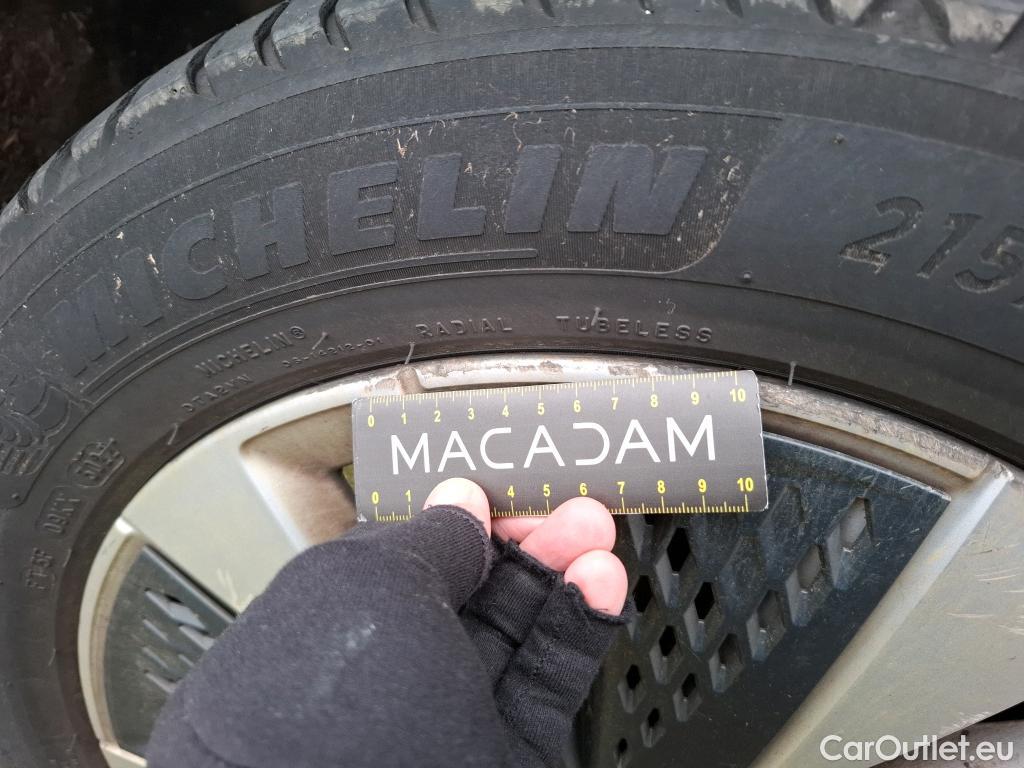 MICHELIN
215
MICHELIN®
RADIAL TUBELESS
0 1 2 3 4 5 6 7 8 9 10
MACADAM
0 1 4 5 6 7 8 9 10
CarOutlet.eu